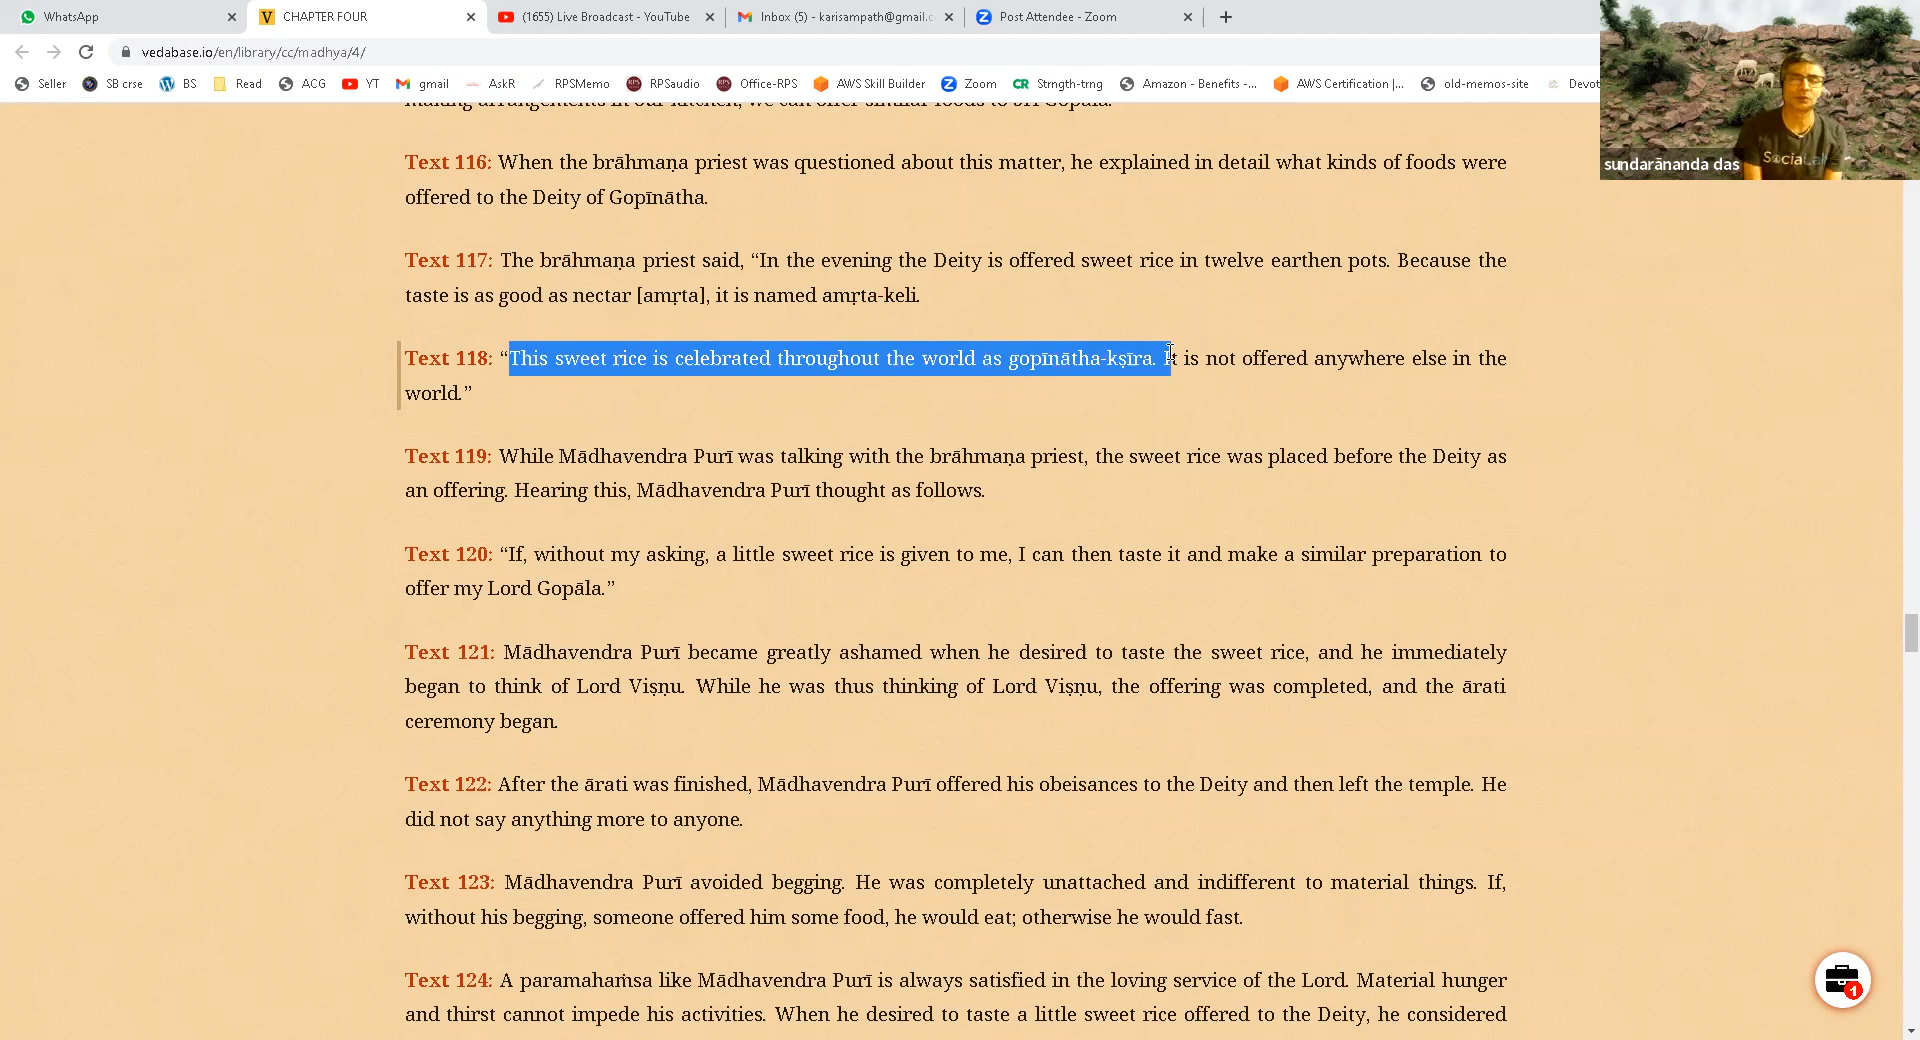 WhatsApp
CHAPTER FOUR
(1655) Live Broadcast - YouTube
Inbox (5) - karisampath@gmail.c
Post Attendee - Zoom
vedabase.io/en/library/cc/madhya/4/
Seller SB crse BS Read ACG YT gmail AskR RPSMemo RPSaudio Office-RPS AWS Skill Builder Zoom Strngth-trng Amazon - Benefits -... AWS Certification |... old-memos-site Devot
making arrangements in our kitchen, we can offer similar foods to Śrī Gopāla.
Text 116: When the brāhmaṇa priest was questioned about this matter, he explained in detail what kinds of foods were
offered to the Deity of Gopīnātha.
Text 117: The brāhmaṇa priest said, “In the evening the Deity is offered sweet rice in twelve earthen pots. Because the
taste is as good as nectar [amṛta], it is named amṛta-keli.
Text 118: “This sweet rice is celebrated throughout the world as gopīnātha-kṣīra. It is not offered anywhere else in the
world.”
Text 119: While Mādhavendra Purī was talking with the brāhmaṇa priest, the sweet rice was placed before the Deity as
an offering. Hearing this, Mādhavendra Purī thought as follows.
Text 120: “If, without my asking, a little sweet rice is given to me, I can then taste it and make a similar preparation to
offer my Lord Gopāla.”
Text 121: Mādhavendra Purī became greatly ashamed when he desired to taste the sweet rice, and he immediately
began to think of Lord Viṣṇu. While he was thus thinking of Lord Viṣṇu, the offering was completed, and the ārati
ceremony began.
Text 122: After the ārati was finished, Mādhavendra Purī offered his obeisances to the Deity and then left the temple. He
did not say anything more to anyone.
Text 123: Mādhavendra Purī avoided begging. He was completely unattached and indifferent to material things. If,
without his begging, someone offered him some food, he would eat; otherwise he would fast.
Text 124: A paramahaṁsa like Mādhavendra Purī is always satisfied in the loving service of the Lord. Material hunger
and thirst cannot impede his activities. When he desired to taste a little sweet rice offered to the Deity, he considered
sundarānanda das
1